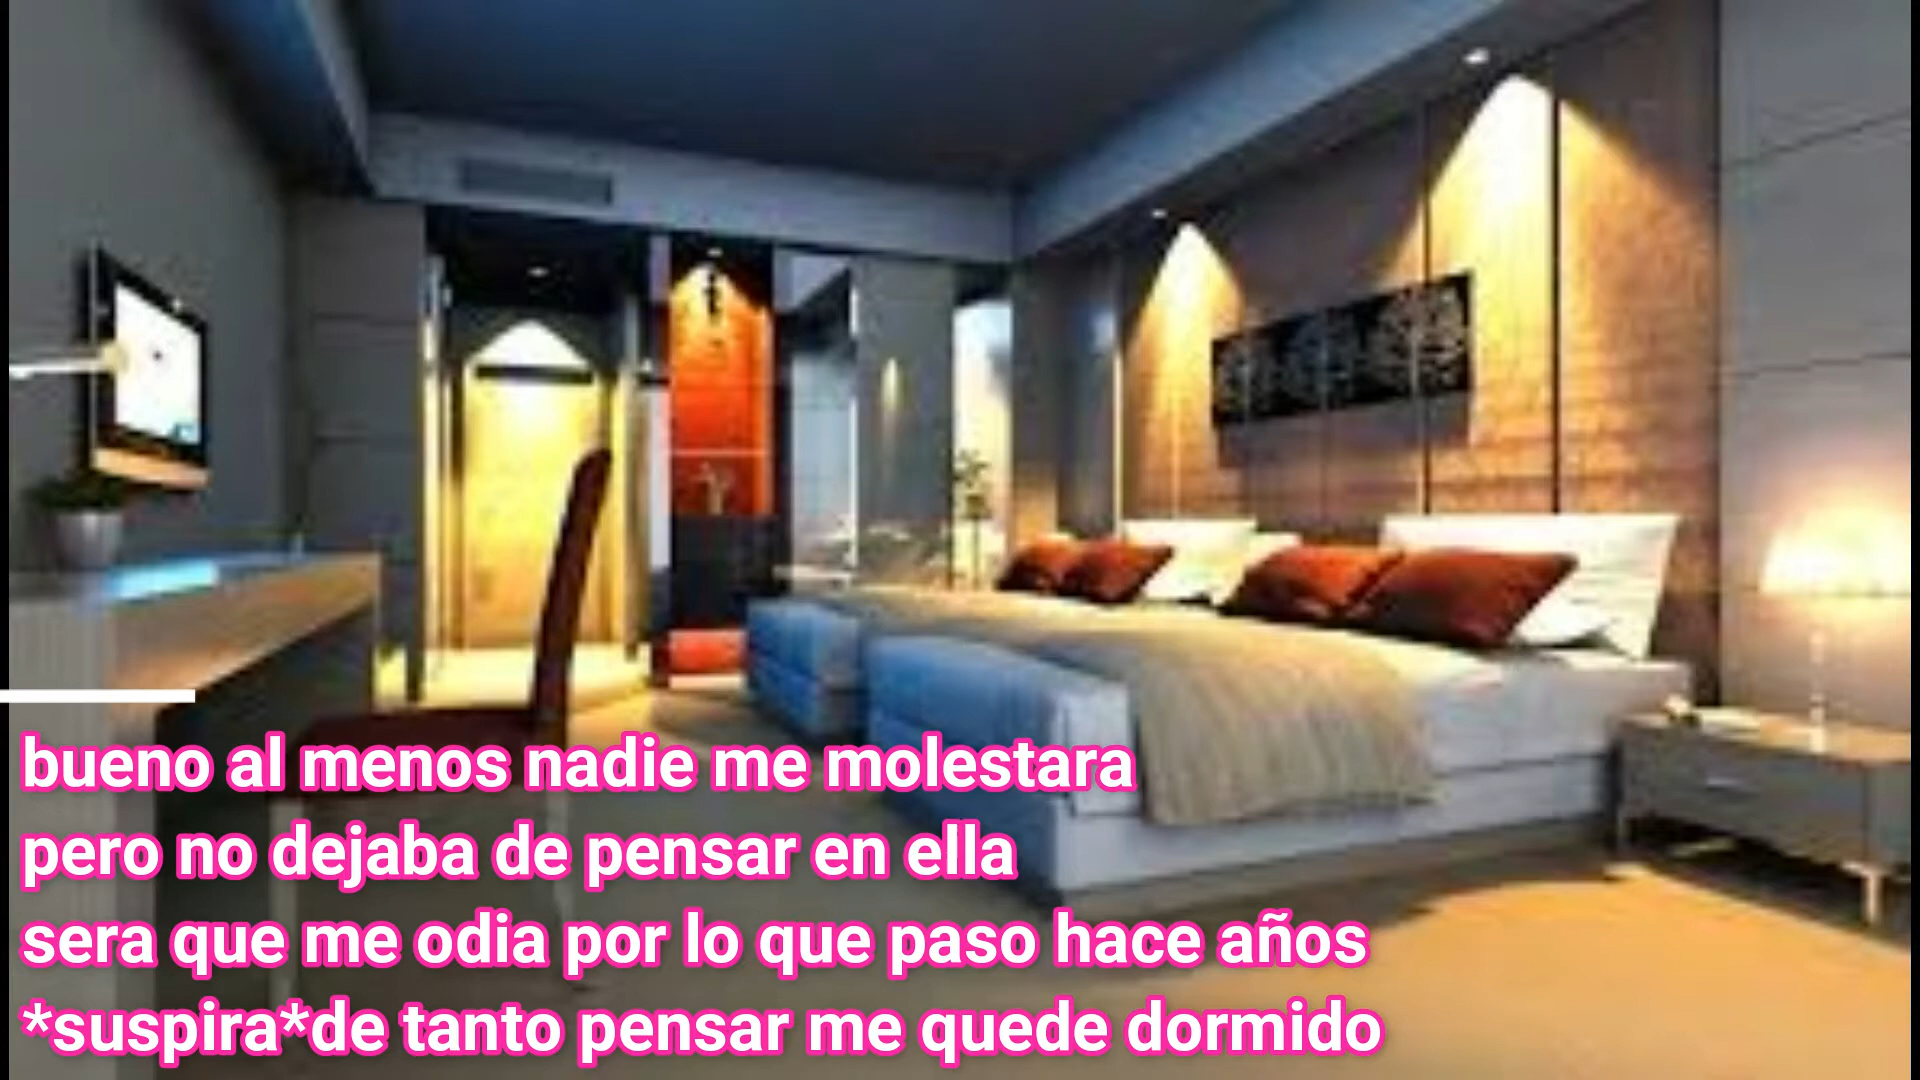 bueno al menos nadie me molestara
pero no dejaba de pensar en ella
sera que me odia por lo que paso hace años
*suspira*de tanto pensar me quede dormido